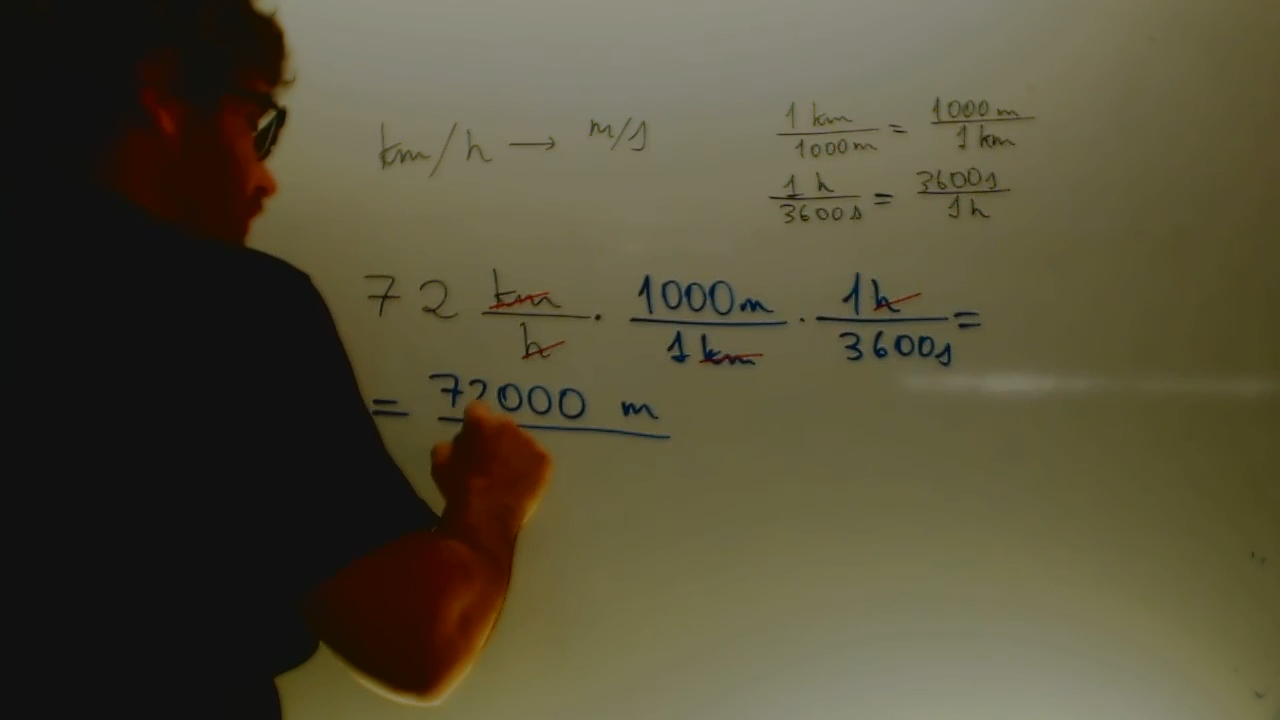 km/h → m/s
1 km / 1000 m = 1000 m / 1 km
1 h / 3600 s = 3600 s / 1 h
72 km / h · 1000 m / 1 km · 1 h / 3600 s =
= 72000 m